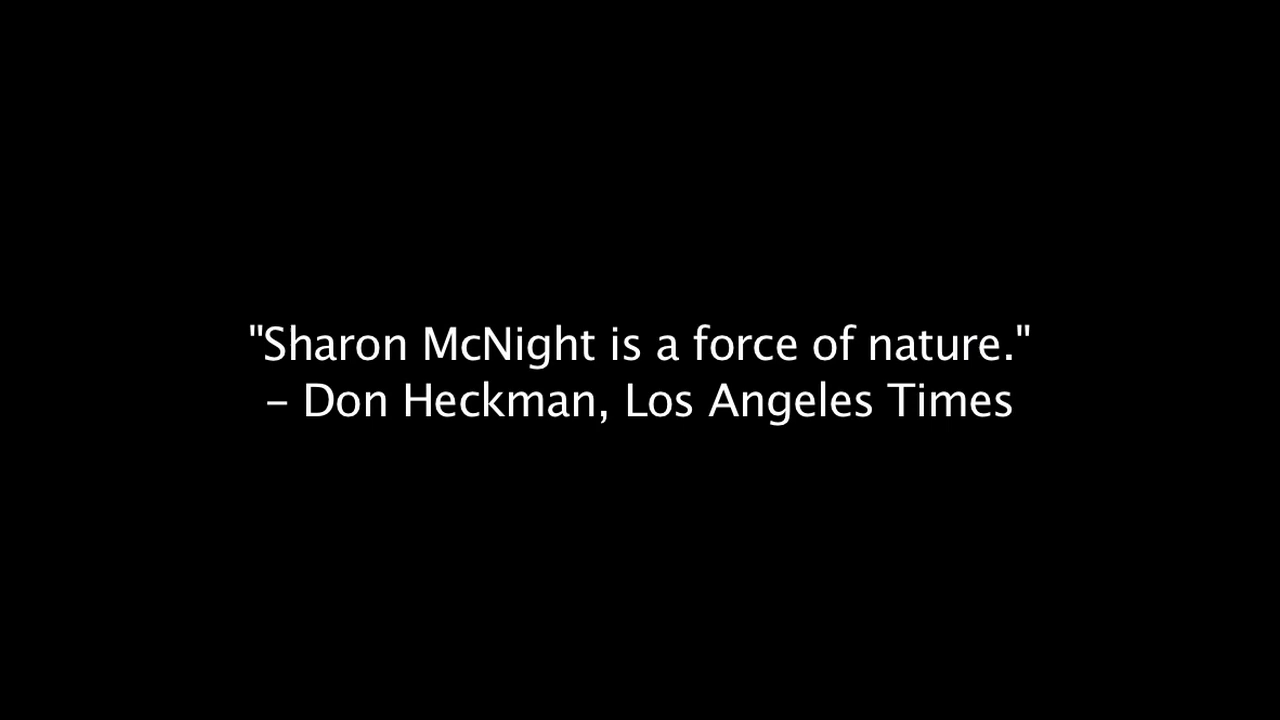 "Sharon McNight is a force of nature."
– Don Heckman, Los Angeles Times